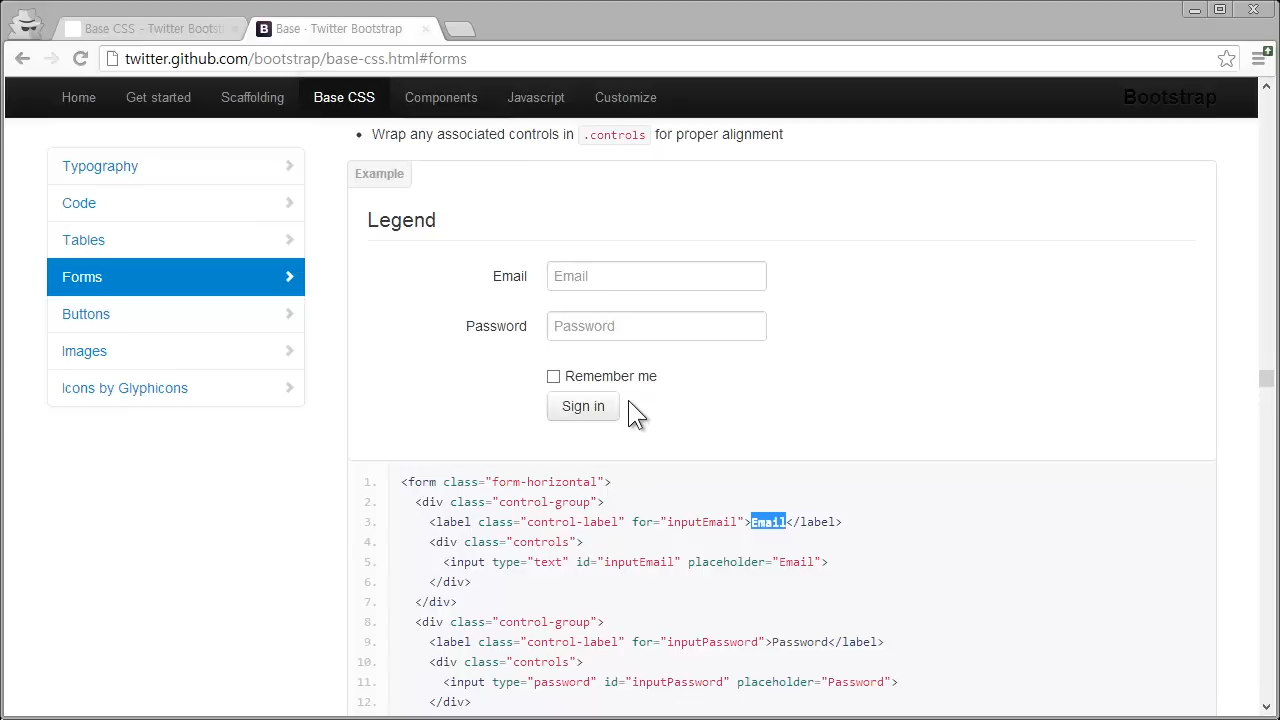 Base CSS - Twitter Bootst
Base · Twitter Bootstrap
twitter.github.com/bootstrap/base-css.html#forms
Home Get started Scaffolding Base CSS Components Javascript Customize Bootstrap
Wrap any associated controls in .controls for proper alignment
Typography
Code
Tables
Forms
Buttons
Images
Icons by Glyphicons
Example
Legend
Email Email
Password Password
Remember me
Sign in
1. <form class="form-horizontal">
2. <div class="control-group">
3. <label class="control-label" for="inputEmail">Email</label>
4. <div class="controls">
5. <input type="text" id="inputEmail" placeholder="Email">
6. </div>
7. </div>
8. <div class="control-group">
9. <label class="control-label" for="inputPassword">Password</label>
10. <div class="controls">
11. <input type="password" id="inputPassword" placeholder="Password">
12. </div>